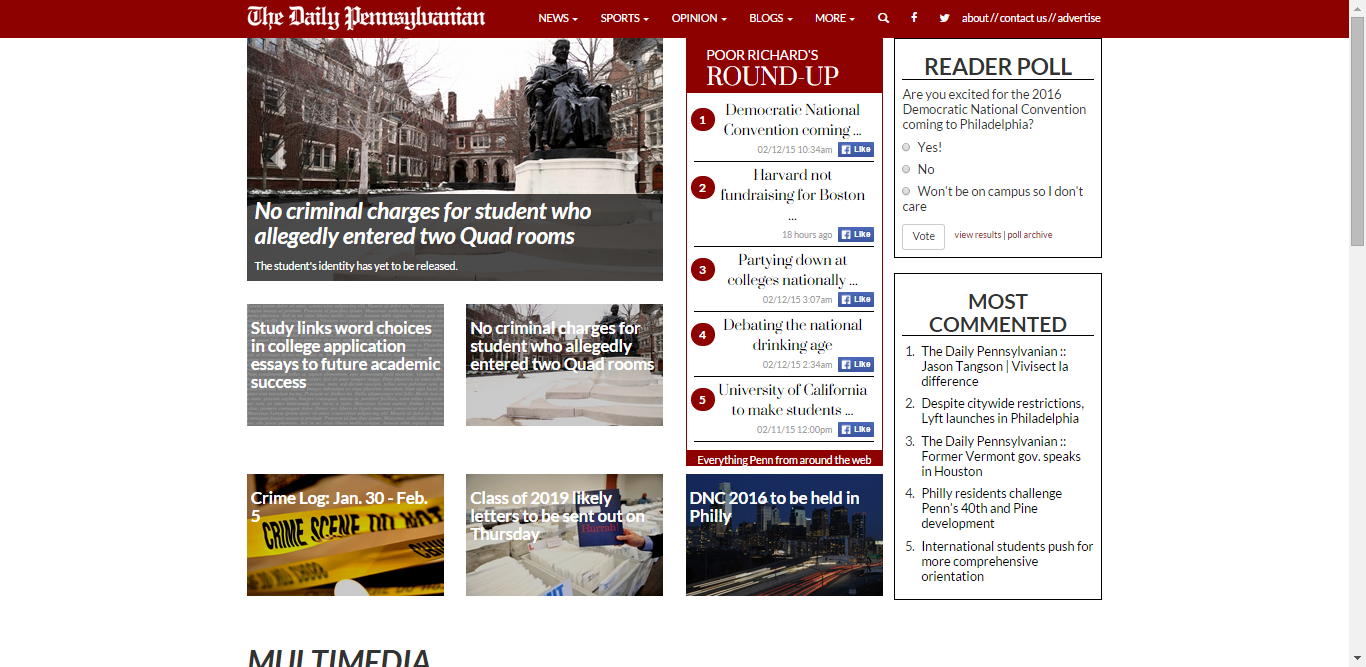 The Daily Pennsylvanian
NEWS
SPORTS
OPINION
BLOGS
MORE
about // contact us // advertise
No criminal charges for student who
allegedly entered two Quad rooms
The student's identity has yet to be released.
Study links word choices
in college application
essays to future academic
success
No criminal charges for
student who allegedly
entered two Quad rooms
Crime Log: Jan. 30 - Feb.
5
CRIME SCENE DO NOT
Class of 2019 likely
letters to be sent out on
Thursday
Hurrah!
DNC 2016 to be held in
Philly
POOR RICHARD'S
ROUND-UP
1
Democratic National
Convention coming ...
02/12/15 10:34am
Like
2
Harvard not
fundraising for Boston
...
18 hours ago
Like
3
Partying down at
colleges nationally ...
02/12/15 3:07am
Like
4
Debating the national
drinking age
02/12/15 2:34am
Like
5
University of California
to make students ...
02/11/15 12:00pm
Like
Everything Penn from around the web
READER POLL
Are you excited for the 2016
Democratic National Convention
coming to Philadelphia?
Yes!
No
Won't be on campus so I don't
care
Vote
view results | poll archive
MOST
COMMENTED
1. The Daily Pennsylvanian ::
Jason Tangson | Vivisect la
difference
2. Despite citywide restrictions,
Lyft launches in Philadelphia
3. The Daily Pennsylvanian ::
Former Vermont gov. speaks
in Houston
4. Philly residents challenge
Penn's 40th and Pine
development
5. International students push for
more comprehensive
orientation
MULTIMEDIA